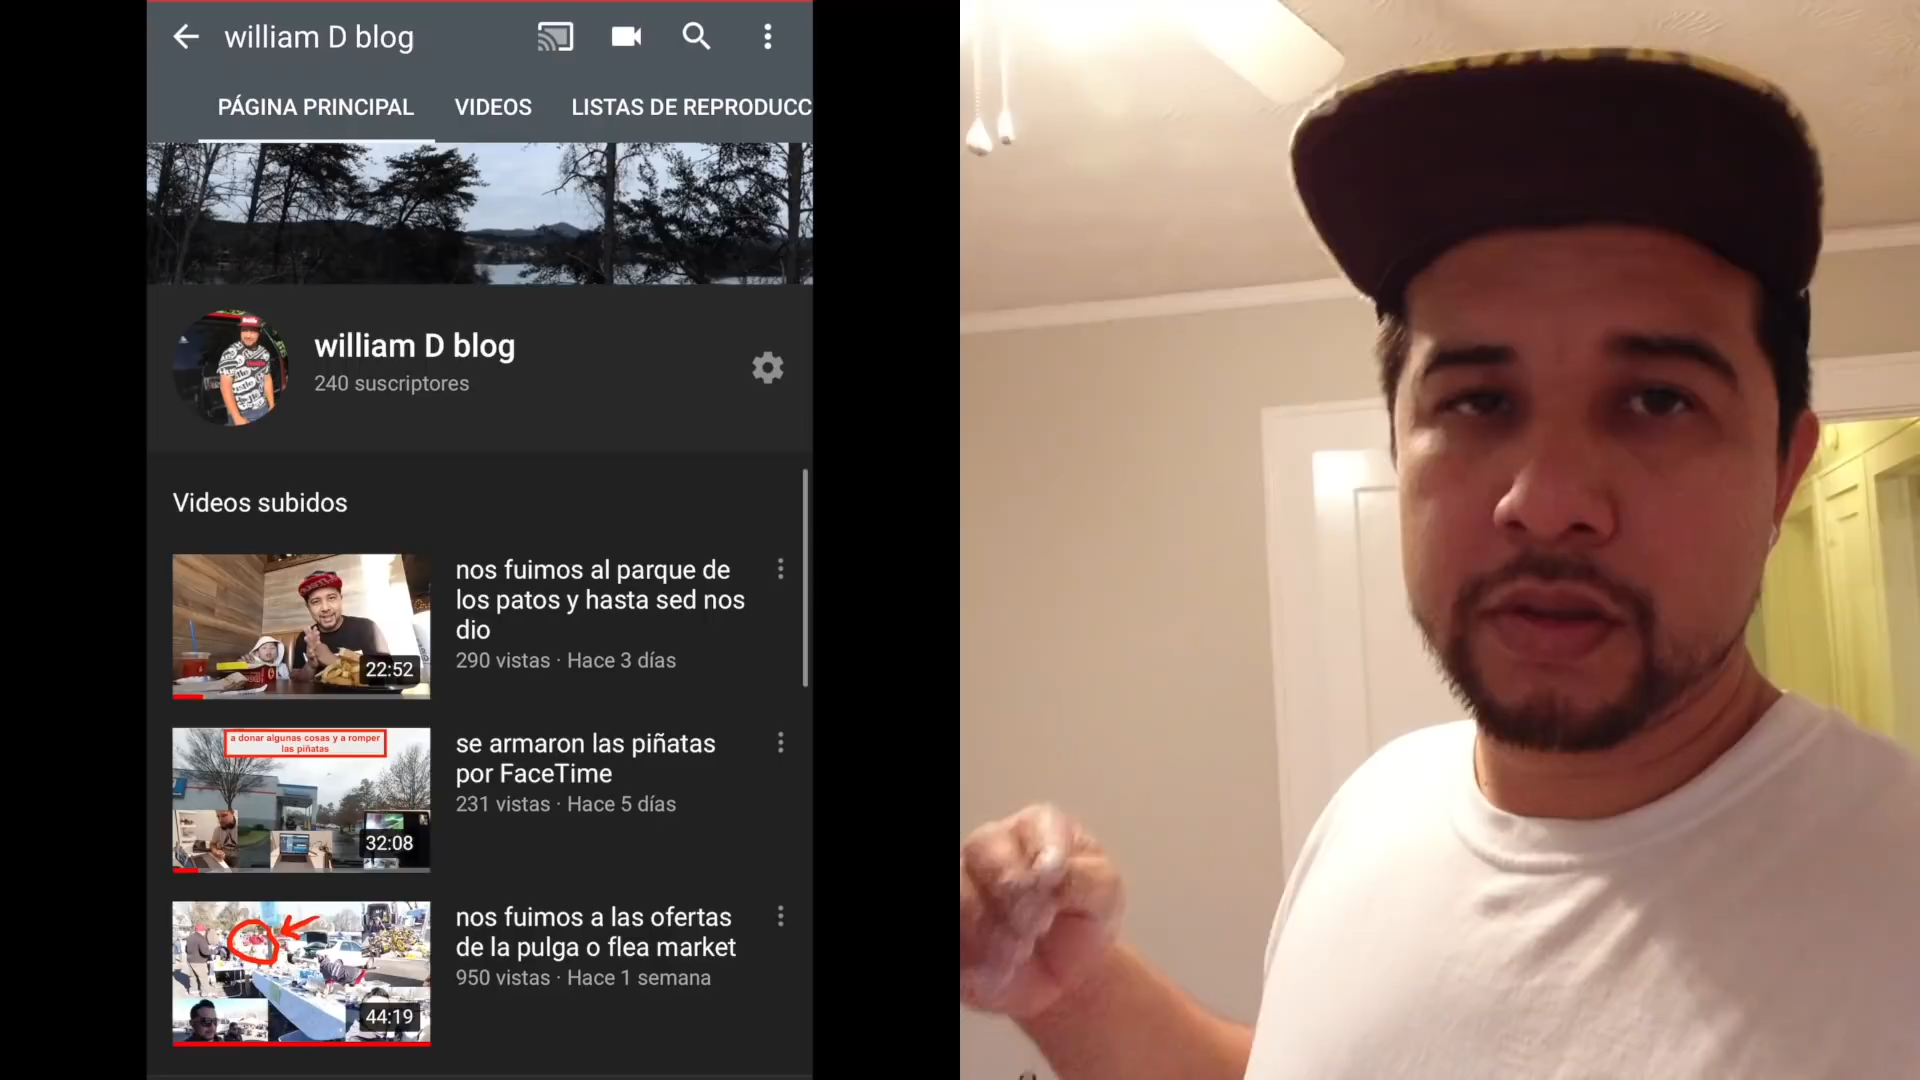 william D blog
PÁGINA PRINCIPAL
VIDEOS
LISTAS DE REPRODUCC
william D blog
240 suscriptores
Videos subidos
22:52
nos fuimos al parque de
los patos y hasta sed nos
dio
290 vistas · Hace 3 días
a donar algunas cosas y a romper
las piñatas
32:08
se armaron las piñatas
por FaceTime
231 vistas · Hace 5 días
44:19
nos fuimos a las ofertas
de la pulga o flea market
950 vistas · Hace 1 semana